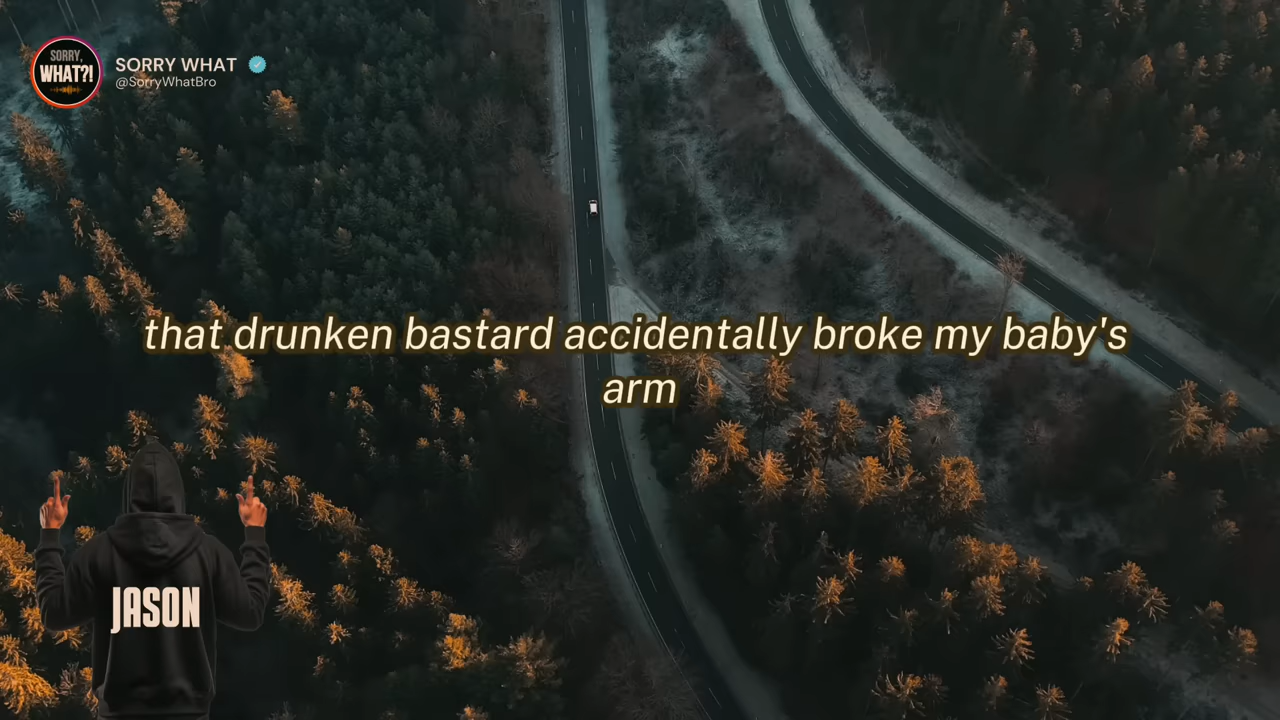 SORRY,
WHAT?!
SORRY WHAT
@SorryWhatBro
that drunken bastard accidentally broke my baby's
arm
JASON